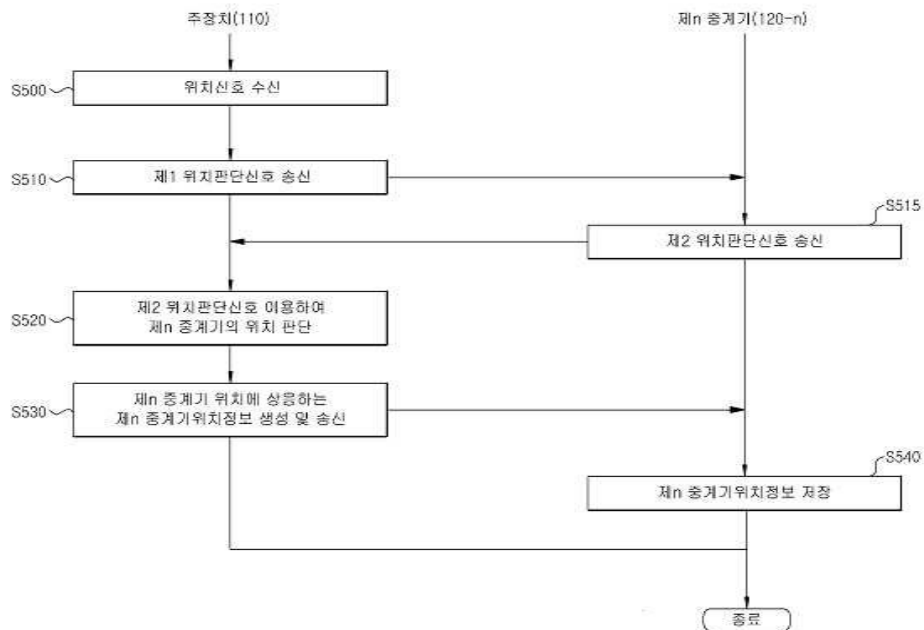 주장치(110)
제n 중계기(120-n)
S500
위치신호 수신
S510
제1 위치판단신호 송신
S515
제2 위치판단신호 송신
S520
제2 위치판단신호 이용하여
제n 중계기의 위치 판단
S530
제n 중계기 위치에 상응하는
제n 중계기위치정보 생성 및 송신
S540
제n 중계기위치정보 저장
종료